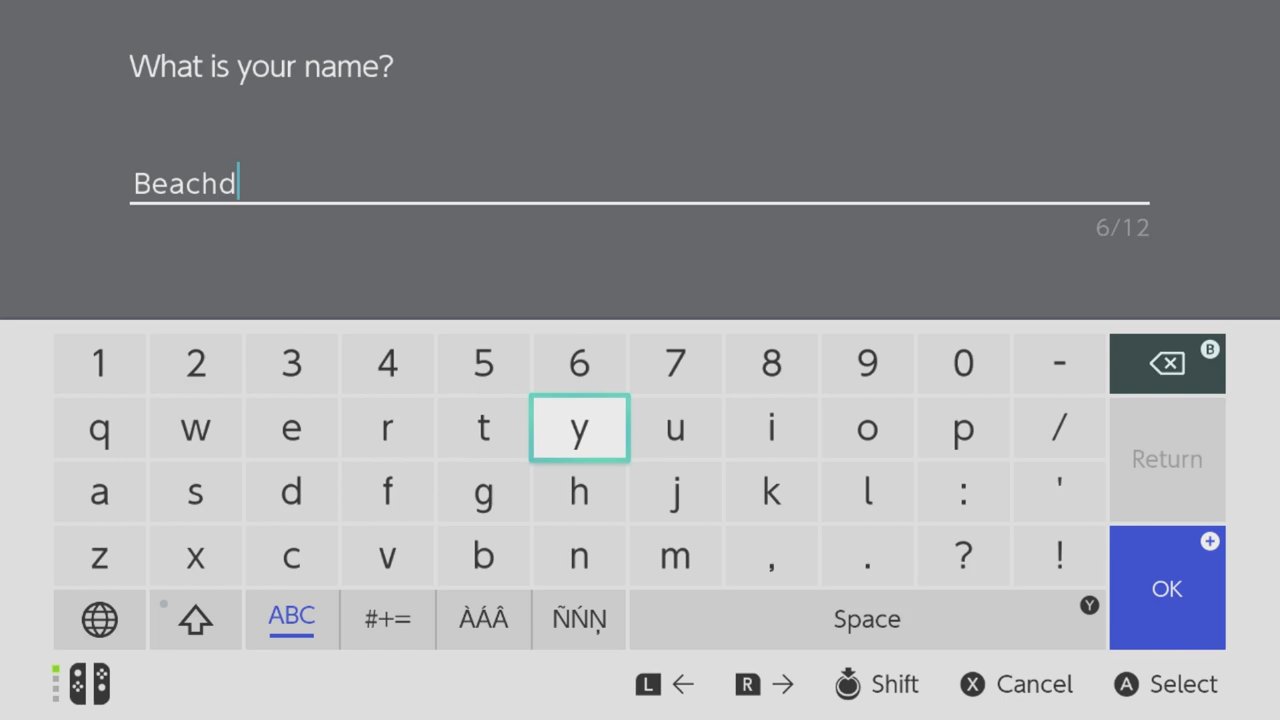 What is your name?
Beachd
6/12
1 2 3 4 5 6 7 8 9 0 - B
q w e r t y u i o p /
Return
a s d f g h j k l : '
z x c v b n m , . ? !
OK
ABC #+= ÀÁÂ ÑŃŅ Space Y
L ← R → Shift X Cancel A Select